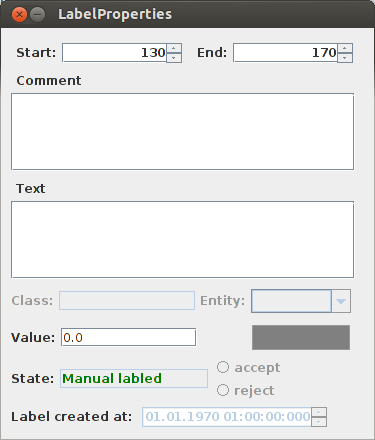 LabelProperties
Start: 130 End: 170
Comment
Text
Class: Entity:
Value: 0.0
State: Manual labled
accept
reject
Label created at: 01.01.1970 01:00:00:000